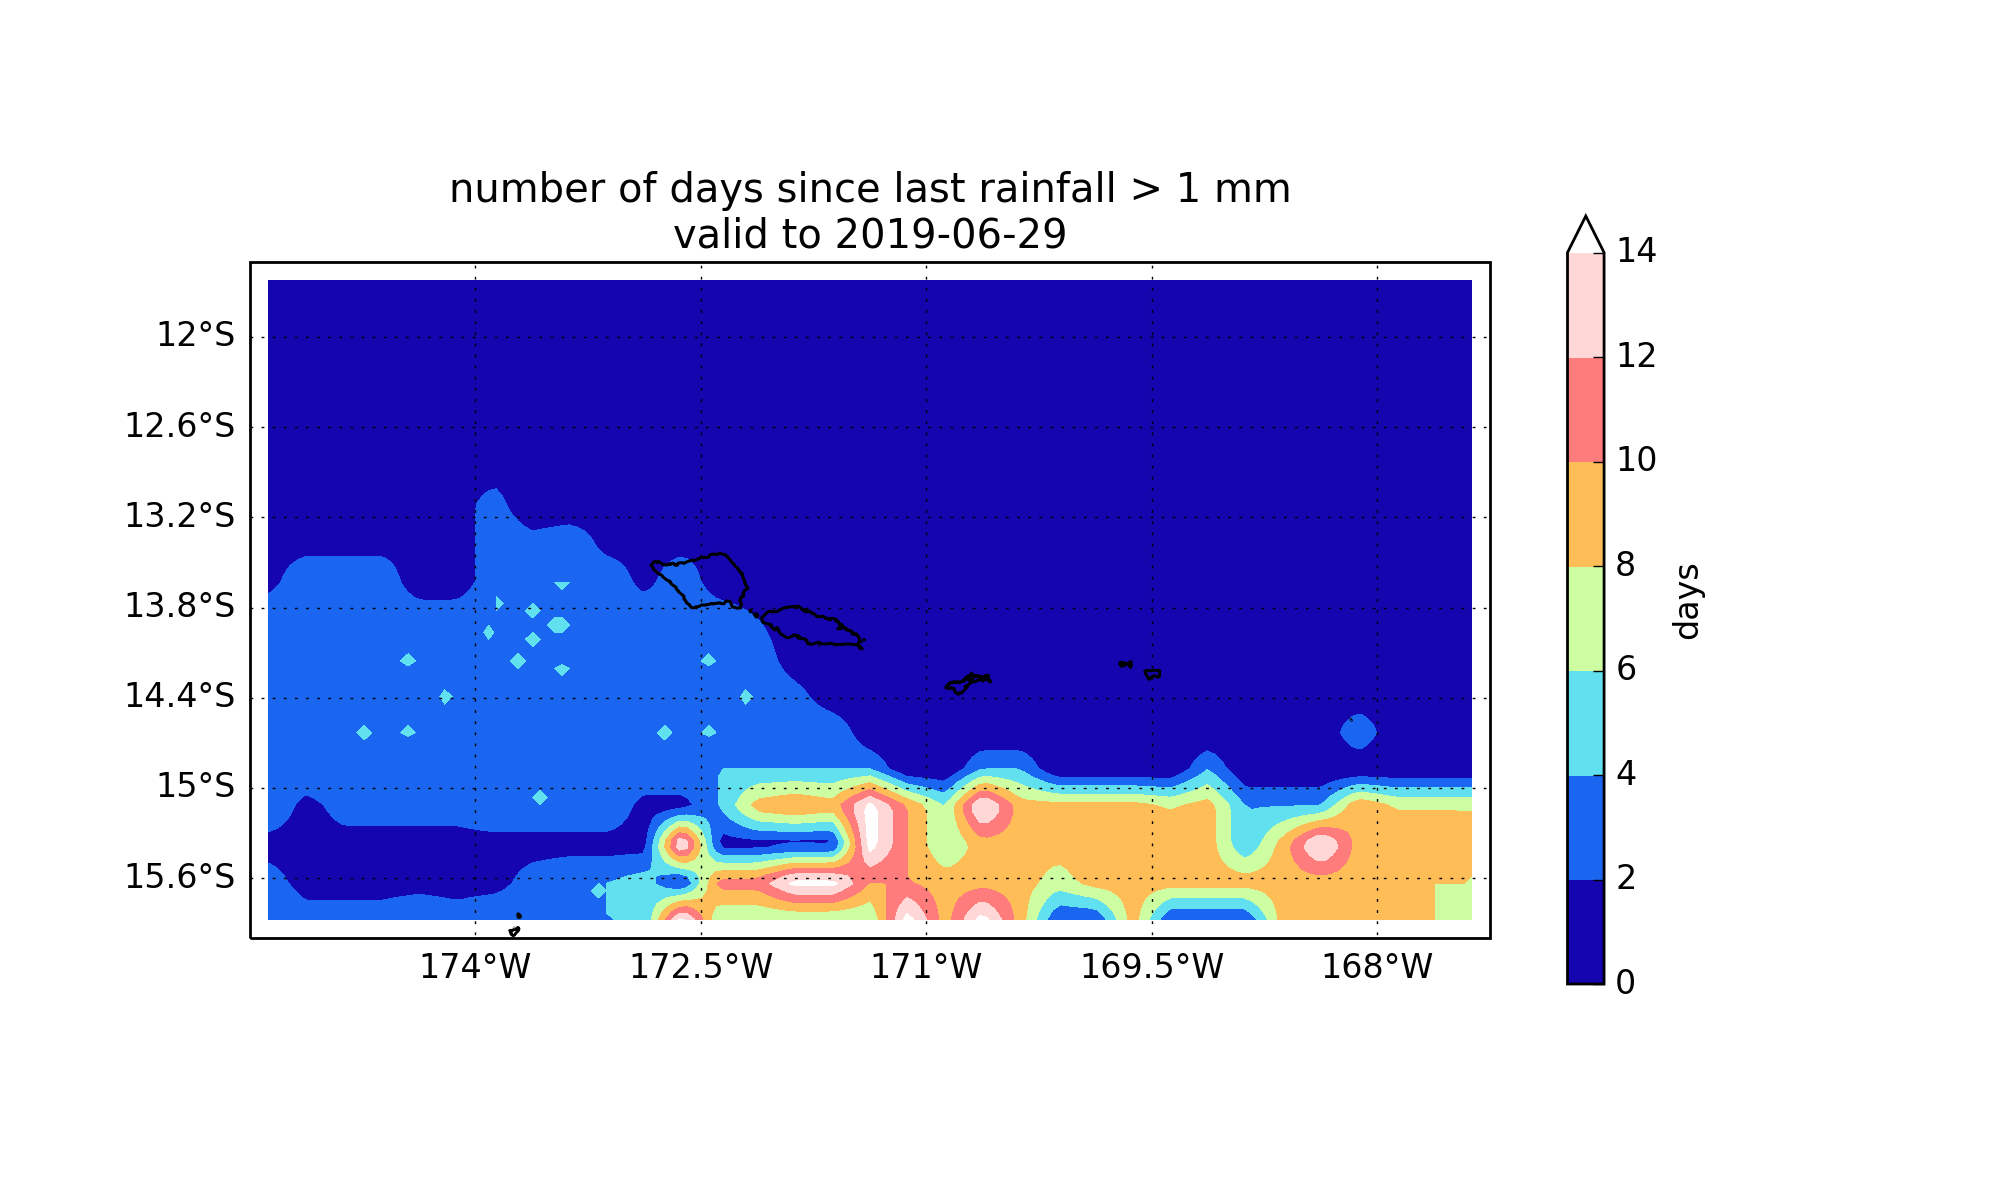 number of days since last rainfall > 1 mm
valid to 2019-06-29
12°S
12.6°S
13.2°S
13.8°S
14.4°S
15°S
15.6°S
174°W
172.5°W
171°W
169.5°W
168°W
14
12
10
8
6
4
2
0
days